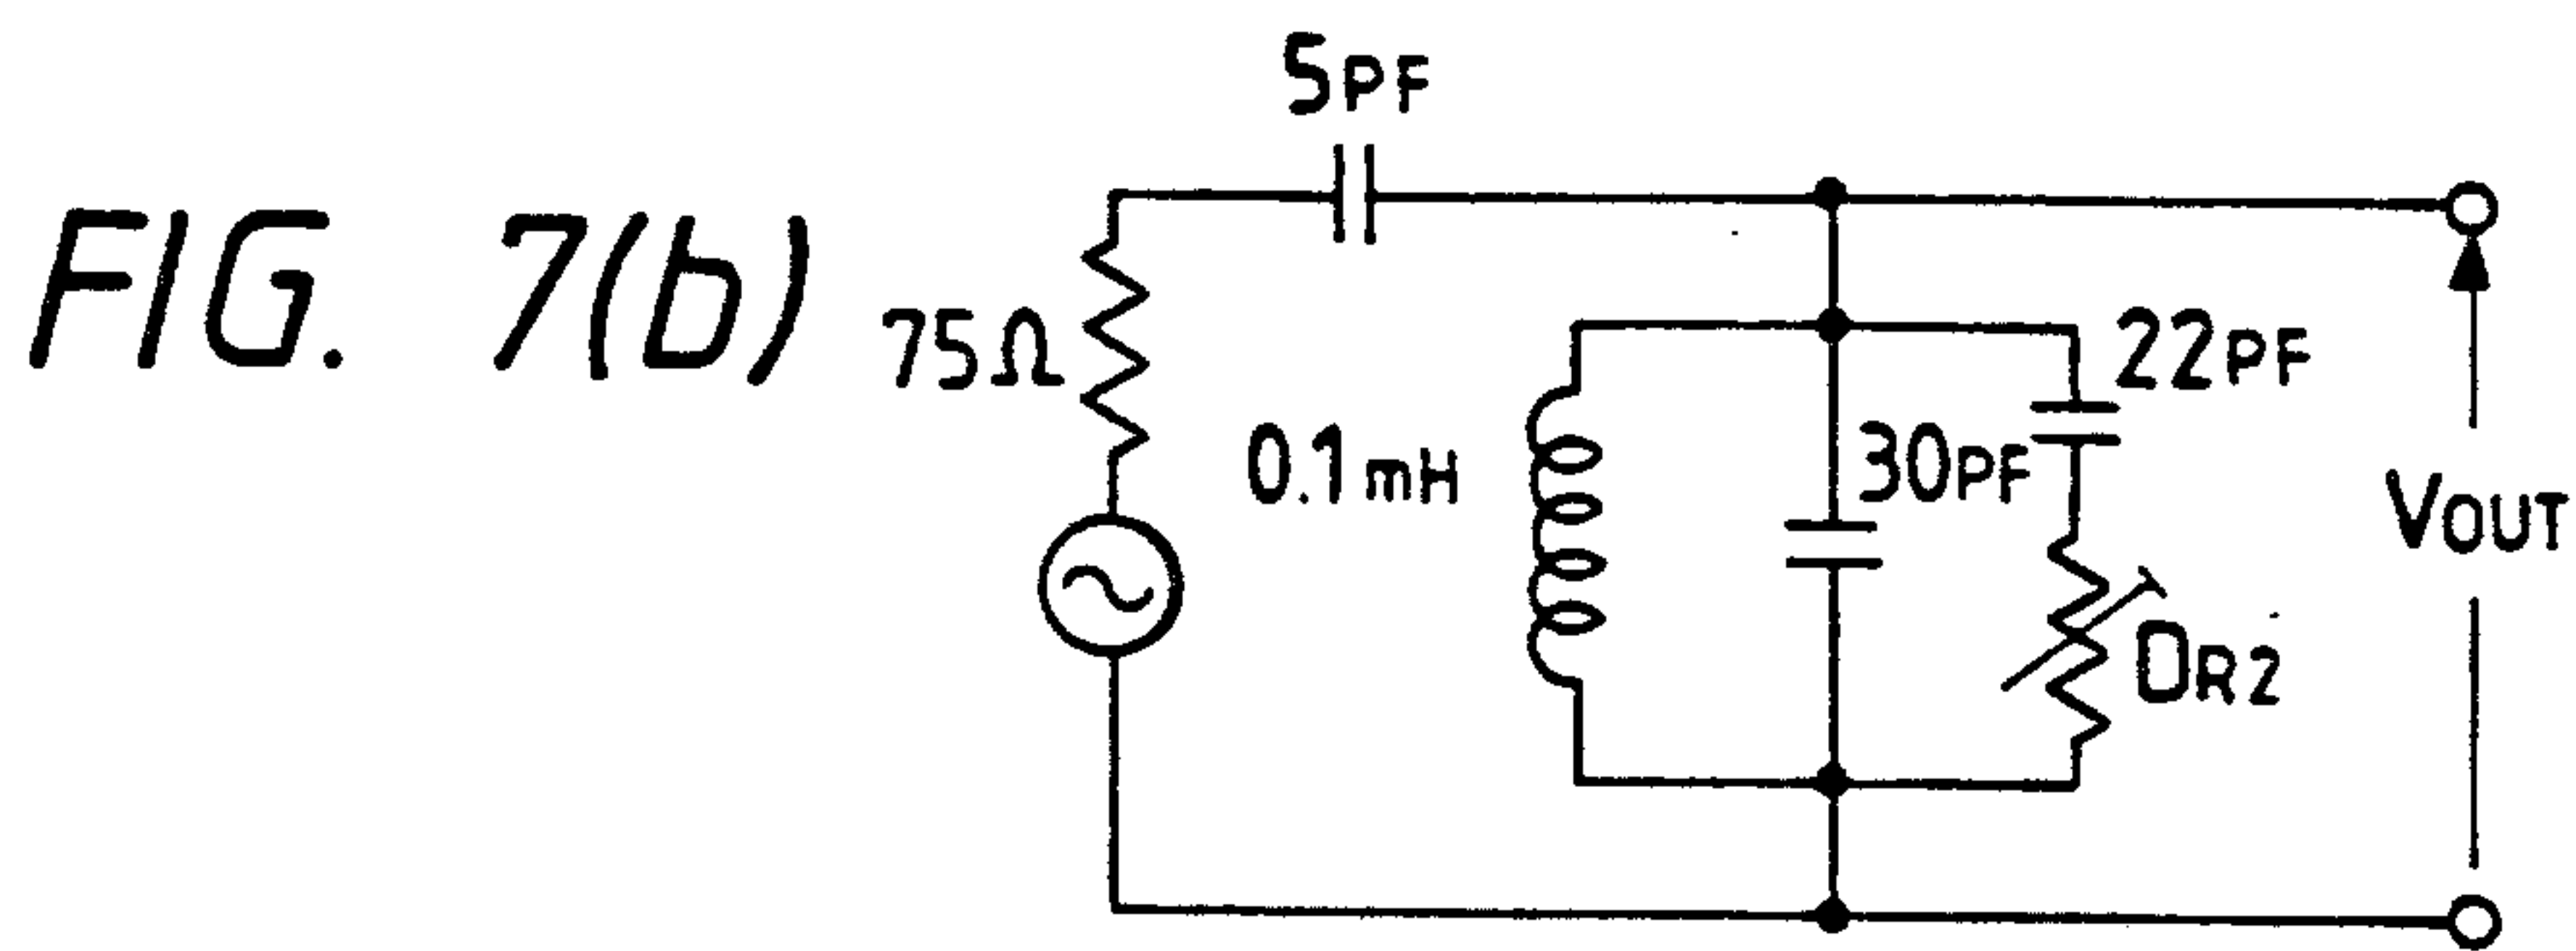 FIG. 7(b)
5PF
75Ω
0.1mH
30PF
22PF
DR2
VOUT